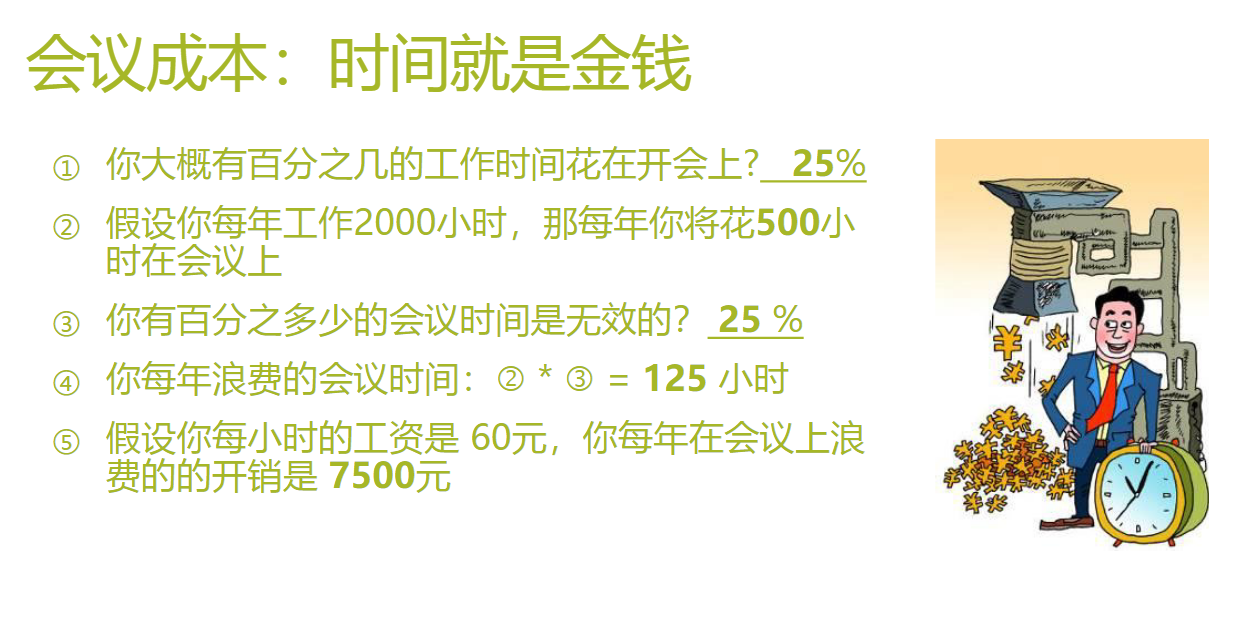 会议成本：时间就是金钱
① 你大概有百分之几的工作时间花在开会上?   25%
② 假设你每年工作2000小时，那每年你将花500小
时在会议上
③ 你有百分之多少的会议时间是无效的？ 25 %
④ 你每年浪费的会议时间：② * ③ = 125 小时
⑤ 假设你每小时的工资是 60元，你每年在会议上浪
费的的开销是 7500元